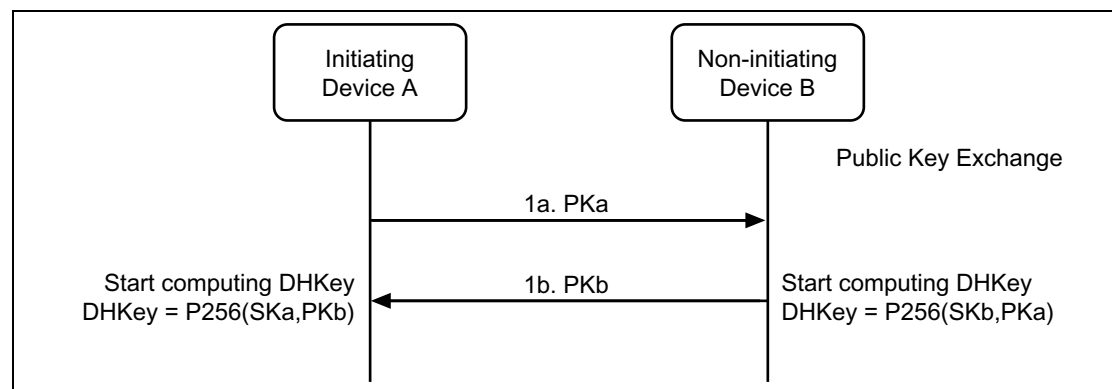 Initiating
Device A
Non-initiating
Device B
Public Key Exchange
1a. PKa
Start computing DHKey
DHKey = P256(SKa,PKb)
1b. PKb
Start computing DHKey
DHKey = P256(SKb,PKa)